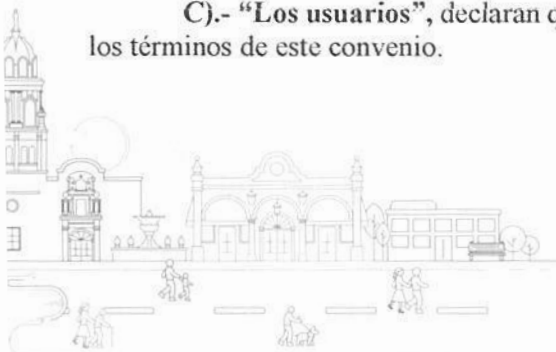 C).- “Los usuarios”, declaran
los términos de este convenio.